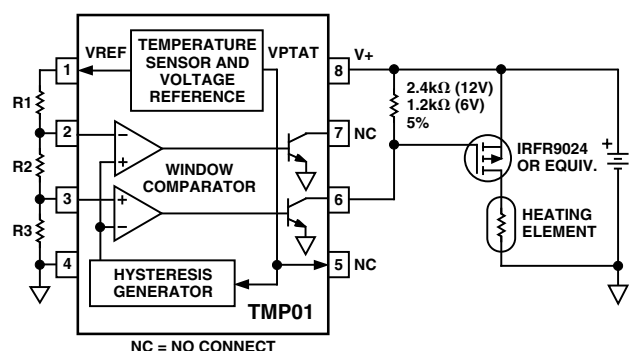 TEMPERATURE
SENSOR AND
VOLTAGE
REFERENCE
VREF
VPTAT
1
8
V+
R1
2.4kΩ (12V)
1.2kΩ (6V)
5%
2
7
NC
−
+
R2
WINDOW
COMPARATOR
IRFR9024
OR EQUIV.
+
3
6
+
−
R3
HEATING
ELEMENT
4
5
NC
HYSTERESIS
GENERATOR
TMP01
NC = NO CONNECT